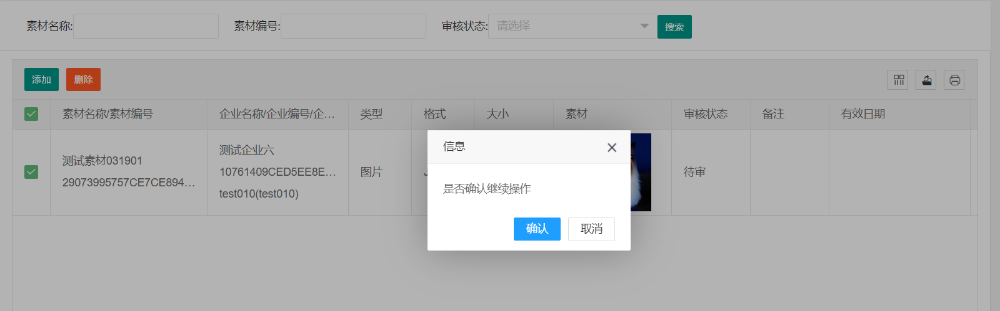 素材名称: 素材编号: 审核状态: 请选择 搜索
添加 删除
素材名称/素材编号 企业名称/企业编号/企... 类型 格式 大小 素材 审核状态 备注 有效日期
测试素材031901
29073995757CE7CE894...
测试企业六
10761409CED5EE8E...
test010(test010)
图片
待审
信息
是否确认继续操作
确认 取消